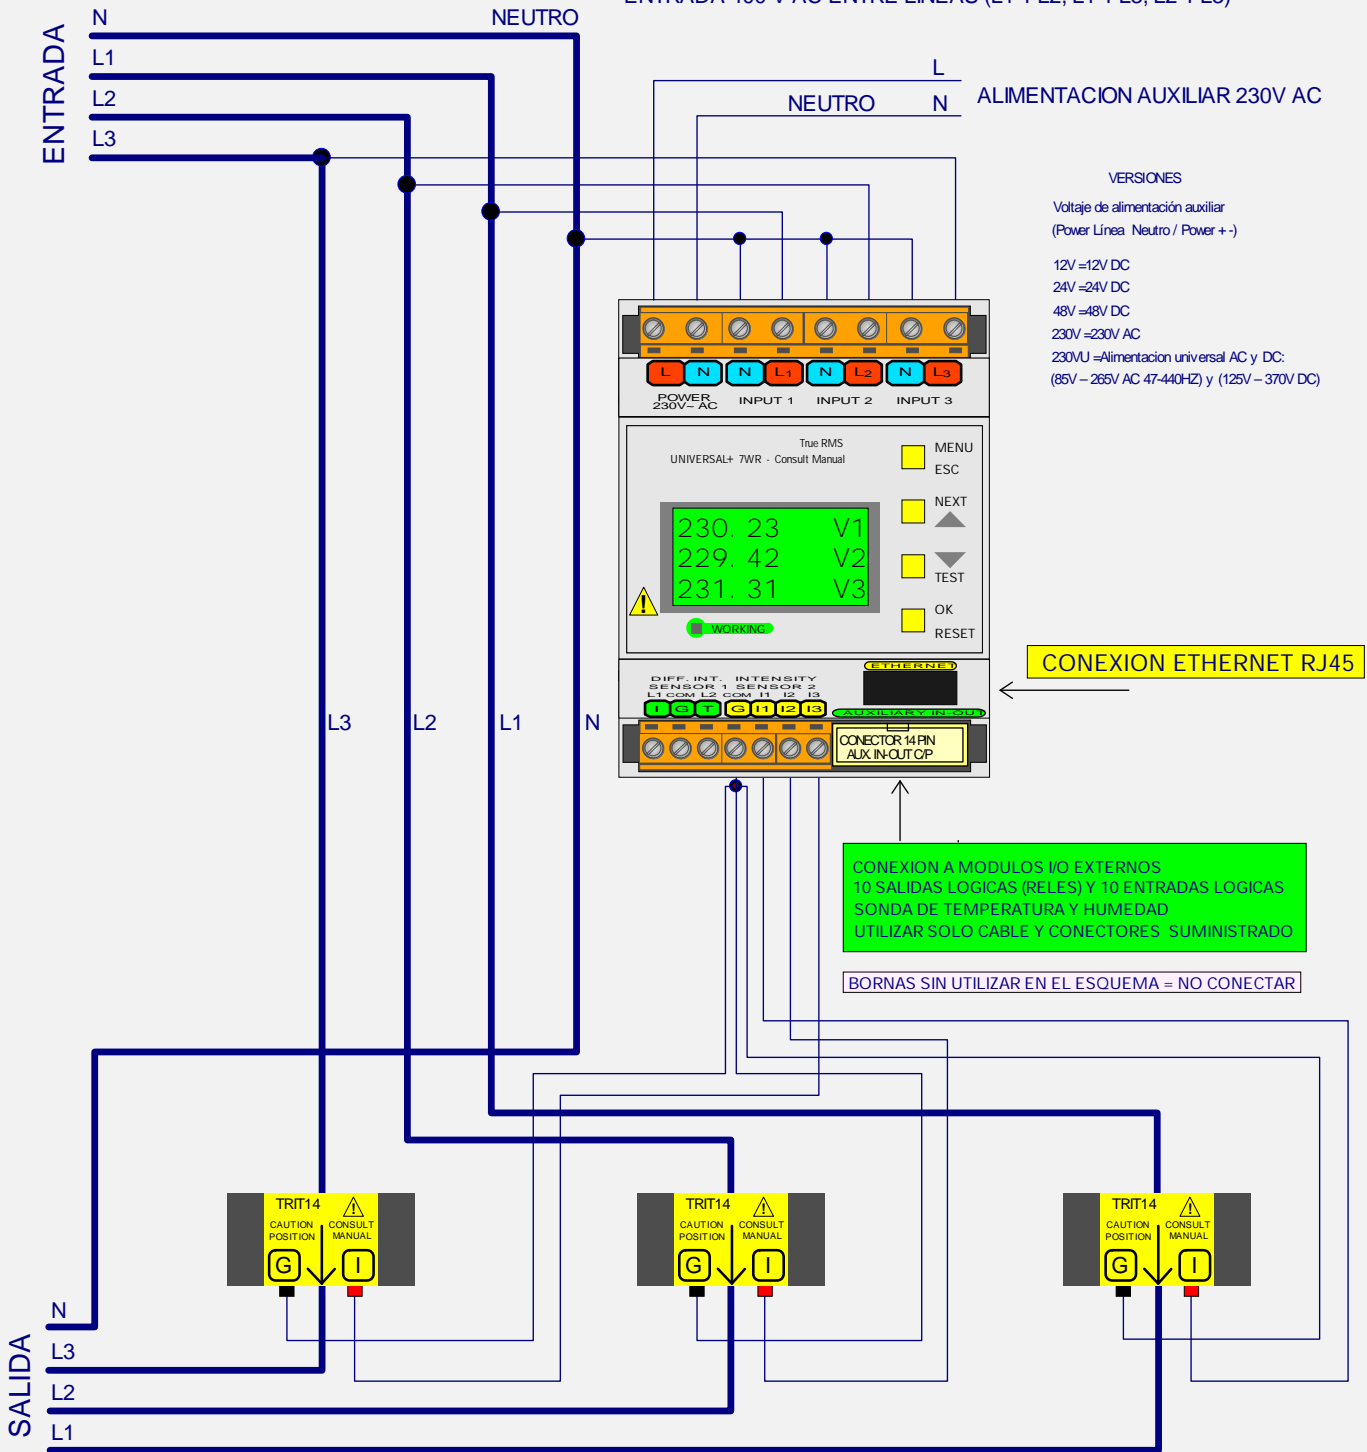 ENTRADA
N
NEUTRO
L1
L2
L3
L
NEUTRO
N
ALIMENTACION AUXILIAR 230V AC
VERSIONES
Voltaje de alimentación auxiliar
(Power Línea Neutro / Power + -)
12V =12V DC
24V =24V DC
48V =48V DC
230V =230V AC
230VU =Alimentacion universal AC y DC:
(85V – 265V AC 47-440HZ) y (125V – 370V DC)
L N N L1 N L2 N L3
POWER
230V~ AC
INPUT 1
INPUT 2
INPUT 3
True RMS
UNIVERSAL+ 7WR - Consult Manual
MENU
ESC
NEXT
TEST
OK
RESET
230. 23 V1
229. 42 V2
231. 31 V3
WORKING
ETHERNET
CONEXION ETHERNET RJ45
DIFF. INT. INTENSITY
SENSOR 1 SENSOR 2
L1 COM L2 COM I1 I2 I3
I G T G I1 I2 I3
AUXILIARY IN-OUT
CONECTOR 14 PIN
AUX. IN-OUT C/P
L3
L2
L1
N
CONEXION A MODULOS I/O EXTERNOS
10 SALIDAS LOGICAS (RELES) Y 10 ENTRADAS LOGICAS
SONDA DE TEMPERATURA Y HUMEDAD
UTILIZAR SOLO CABLE Y CONECTORES SUMINISTRADO
BORNAS SIN UTILIZAR EN EL ESQUEMA = NO CONECTAR
TRIT14
CAUTION POSITION
CONSULT MANUAL
G I
TRIT14
CAUTION POSITION
CONSULT MANUAL
G I
TRIT14
CAUTION POSITION
CONSULT MANUAL
G I
SALIDA
N
L3
L2
L1